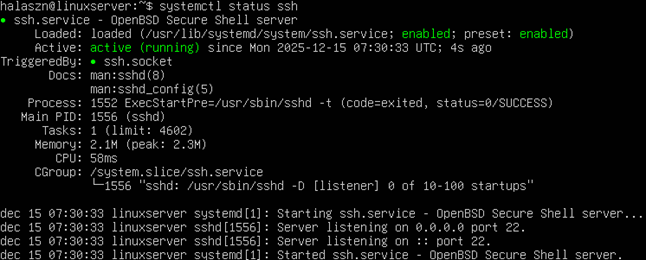 halaszn@linuxserver:~$ systemctl status ssh
● ssh.service - OpenBSD Secure Shell server
Loaded: loaded (/usr/lib/systemd/system/ssh.service; enabled; preset: enabled)
Active: active (running) since Mon 2025-12-15 07:30:33 UTC; 4s ago
TriggeredBy: ● ssh.socket
Docs: man:sshd(8)
man:sshd_config(5)
Process: 1552 ExecStartPre=/usr/sbin/sshd -t (code=exited, status=0/SUCCESS)
Main PID: 1556 (sshd)
Tasks: 1 (limit: 4602)
Memory: 2.1M (peak: 2.3M)
CPU: 58ms
CGroup: /system.slice/ssh.service
└─1556 "sshd: /usr/sbin/sshd -D [listener] 0 of 10-100 startups"
dec 15 07:30:33 linuxserver systemd[1]: Starting ssh.service - OpenBSD Secure Shell server...
dec 15 07:30:33 linuxserver sshd[1556]: Server listening on 0.0.0.0 port 22.
dec 15 07:30:33 linuxserver sshd[1556]: Server listening on :: port 22.
dec 15 07:30:33 linuxserver systemd[1]: Started ssh.service - OpenBSD Secure Shell server.